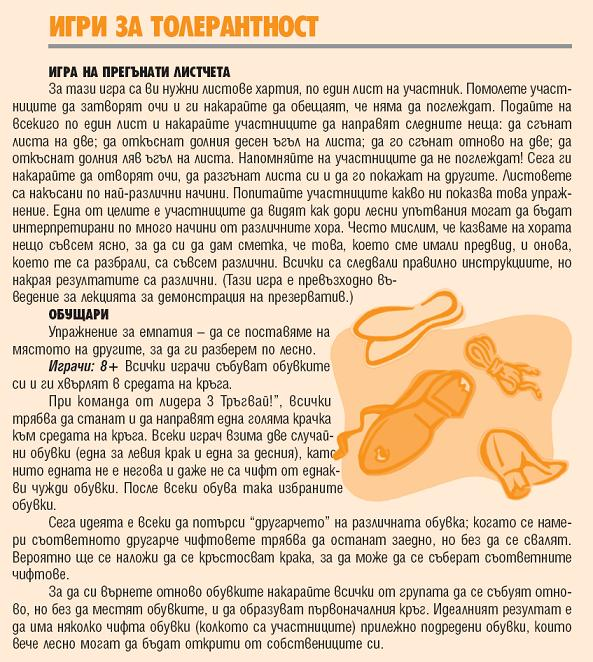 ИГРИ ЗА ТОЛЕРАНТНОСТ
ИГРА НА ПРЕГЪНАТИ ЛИСТЧЕТА
За тази игра са ви нужни листове хартия, по един лист на участник. Помолете участ-
ниците да затворят очи и ги накарайте да обещаят, че няма да поглеждат. Подайте на
всекиго по един лист и накарайте участниците да направят следните неща: да сгънат
листа на две; да откъснат долния десен ъгъл на листа; да го сгънат отново на две; да
откъснат долния ляв ъгъл на листа. Напомняйте на участниците да не поглеждат! Сега ги
накарайте да отворят очи, да разгънат листа си и да го покажат на другите. Листовете
са накъсани по най-различни начини. Попитайте участниците какво ни показва това упраж-
нение. Една от целите е участниците да видят как дори лесни упътвания могат да бъдат
интерпретирани по много начини от различните хора. Често мислим, че казваме на хората
нещо съвсем ясно, за да си да дам сметка, че това, което сме имали предвид, и онова,
което те са разбрали, са съвсем различни. Всички са следвали правилно инструкциите, но
накрая резултатите са различни. (Тази игра е превъзходно въ-
ведение за лекцията за демонстрация на презерватив.)
ОБУЩАРИ
Упражнение за емпатия – да се поставяме на
мястото на другите, за да ги разберем по лесно.
Играчи: 8+ Всички играчи събуват обувките
си и ги хвърлят в средата на кръга.
При команда от лидера 3 Тръгвай!”, всички
трябва да станат и да направят една голяма крачка
към средата на кръга. Всеки играч взима две случай-
ни обувки (една за левия крак и една за десния), като
нито едната не е негова и даже не са чифт от еднак-
ви чужди обувки. После всеки обува така избраните
обувки.
Сега идеята е всеки да потърси “другарчето” на различната обувка; когато се наме-
ри съответното другарче чифтовете трябва да останат заедно, но без да се свалят.
Вероятно ще се наложи да се кръстосват крака, за да може да се съберат съответните
чифтове.
За да си върнете отново обувките накарайте всички от групата да се събуят отно-
во, но без да местят обувките, и да образуват първоначалния кръг. Идеалният резултат е
да има няколко чифта обувки (колкото са участниците) прилежно подредени обувки, които
вече лесно могат да бъдат открити от собствениците си.